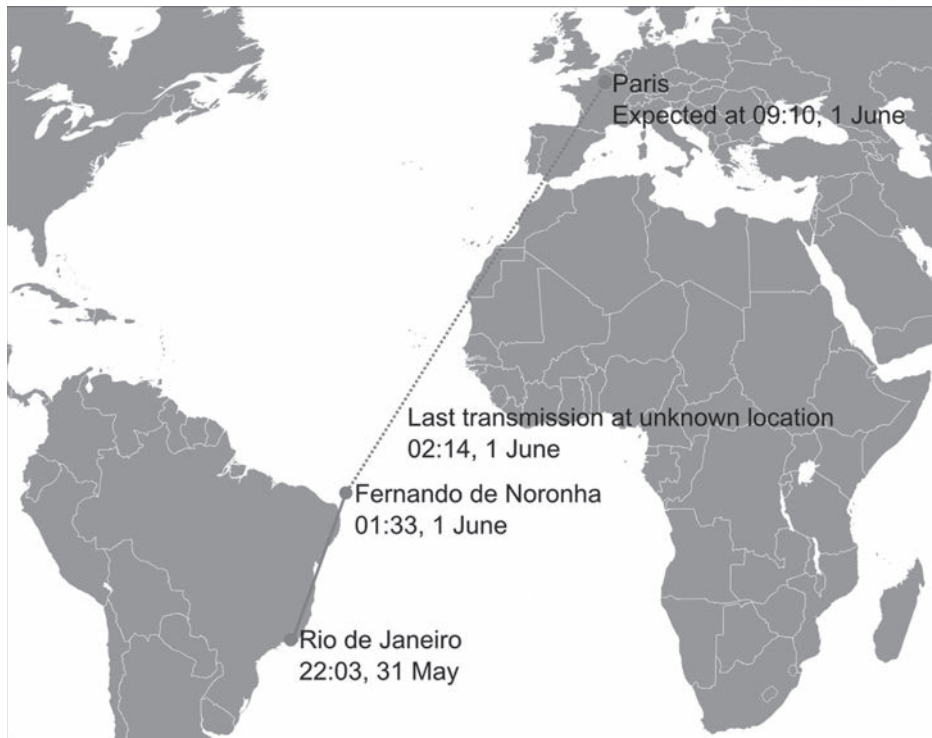 Paris
Expected at 09:10, 1 June
Last transmission at unknown location
02:14, 1 June
Fernando de Noronha
01:33, 1 June
Rio de Janeiro
22:03, 31 May